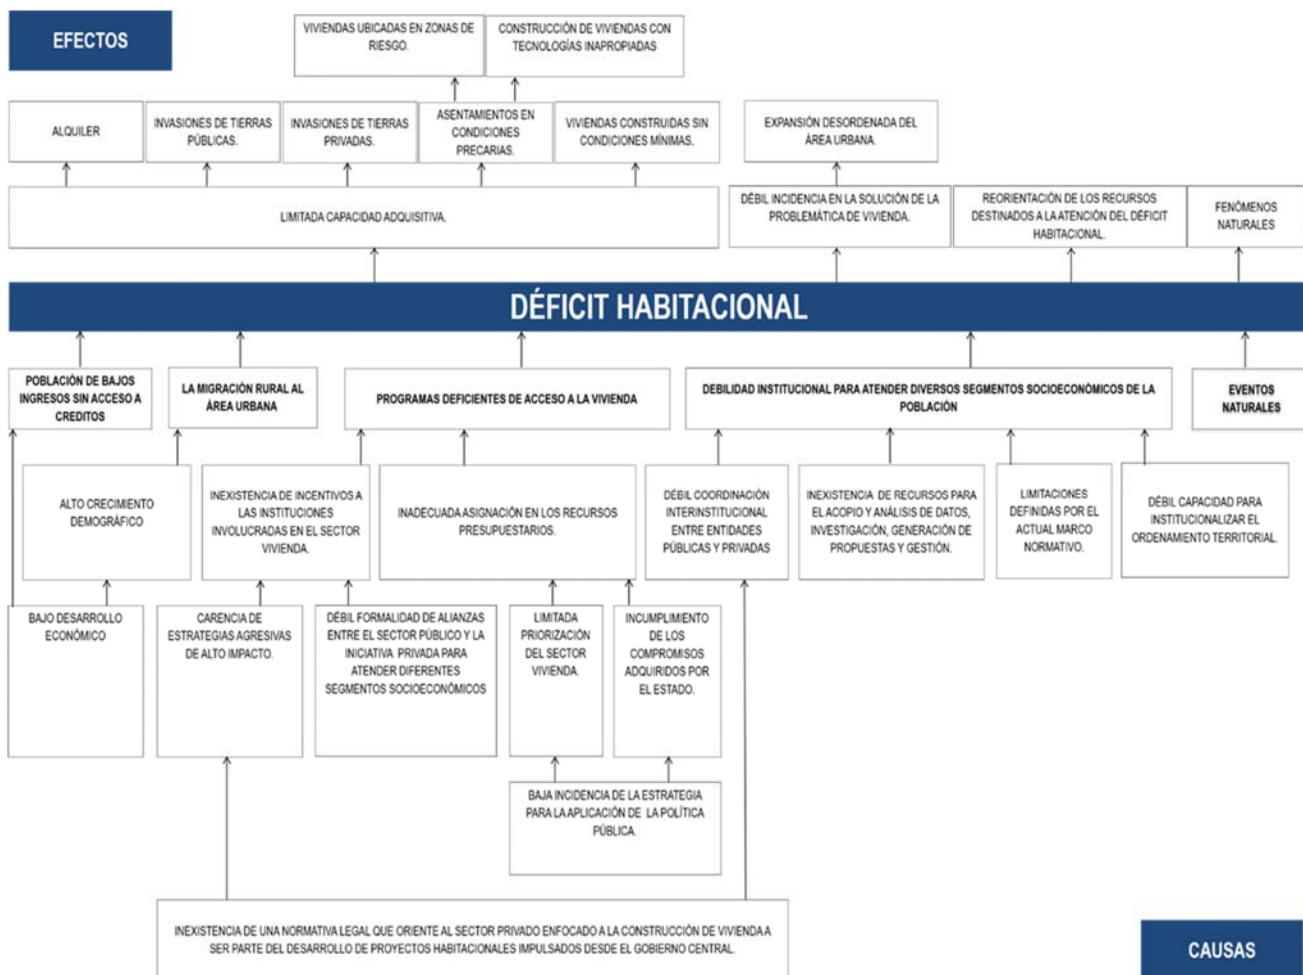 EFECTOS
VIVIENDAS UBICADAS EN ZONAS DE
RIESGO.
CONSTRUCCIÓN DE VIVIENDAS CON
TECNOLOGÍAS INAPROPIADAS
ALQUILER
INVASIONES DE TIERRAS
PÚBLICAS.
INVASIONES DE TIERRAS
PRIVADAS.
ASENTAMIENTOS EN
CONDICIONES
PRECARIAS.
VIVIENDAS CONSTRUIDAS SIN
CONDICIONES MÍNIMAS.
EXPANSIÓN DESORDENADA DEL
ÁREA URBANA.
LIMITADA CAPACIDAD ADQUISITIVA.
DÉBIL INCIDENCIA EN LA SOLUCIÓN DE LA
PROBLEMÁTICA DE VIVIENDA.
REORIENTACIÓN DE LOS RECURSOS
DESTINADOS A LA ATENCIÓN DEL DÉFICIT
HABITACIONAL.
FENÓMENOS
NATURALES
DÉFICIT HABITACIONAL
POBLACIÓN DE BAJOS
INGRESOS SIN ACCESO A
CREDITOS
LA MIGRACIÓN RURAL AL
ÁREA URBANA
PROGRAMAS DEFICIENTES DE ACCESO A LA VIVIENDA
DEBILIDAD INSTITUCIONAL PARA ATENDER DIVERSOS SEGMENTOS SOCIOECONÓMICOS DE LA
POBLACIÓN
EVENTOS
NATURALES
ALTO CRECIMIENTO
DEMOGRÁFICO
INEXISTENCIA DE INCENTIVOS A
LAS INSTITUCIONES
INVOLUCRADAS EN EL SECTOR
VIVIENDA.
INADECUADA ASIGNACIÓN EN LOS RECURSOS
PRESUPUESTARIOS.
DÉBIL COORDINACIÓN
INTERINSTITUCIONAL
ENTRE ENTIDADES
PÚBLICAS Y PRIVADAS
INEXISTENCIA DE RECURSOS PARA
EL ACOPIO Y ANÁLISIS DE DATOS,
INVESTIGACIÓN, GENERACIÓN DE
PROPUESTAS Y GESTIÓN.
LIMITACIONES
DEFINIDAS POR EL
ACTUAL MARCO
NORMATIVO.
DÉBIL CAPACIDAD PARA
INSTITUCIONALIZAR EL
ORDENAMIENTO TERRITORIAL.
BAJO DESARROLLO
ECONÓMICO
CARENCIA DE
ESTRATEGIAS AGRESIVAS
DE ALTO IMPACTO.
DÉBIL FORMALIDAD DE ALIANZAS
ENTRE EL SECTOR PÚBLICO Y LA
INICIATIVA PRIVADA PARA
ATENDER DIFERENTES
SEGMENTOS SOCIOECONÓMICOS
LIMITADA
PRIORIZACIÓN
DEL SECTOR
VIVIENDA.
INCUMPLIMIENTO
DE LOS
COMPROMISOS
ADQUIRIDOS POR
EL ESTADO.
BAJA INCIDENCIA DE LA ESTRATEGIA
PARA LA APLICACIÓN DE LA POLÍTICA
PÚBLICA.
INEXISTENCIA DE UNA NORMATIVA LEGAL QUE ORIENTE AL SECTOR PRIVADO ENFOCADO A LA CONSTRUCCIÓN DE VIVIENDA A
SER PARTE DEL DESARROLLO DE PROYECTOS HABITACIONALES IMPULSADOS DESDE EL GOBIERNO CENTRAL.
CAUSAS